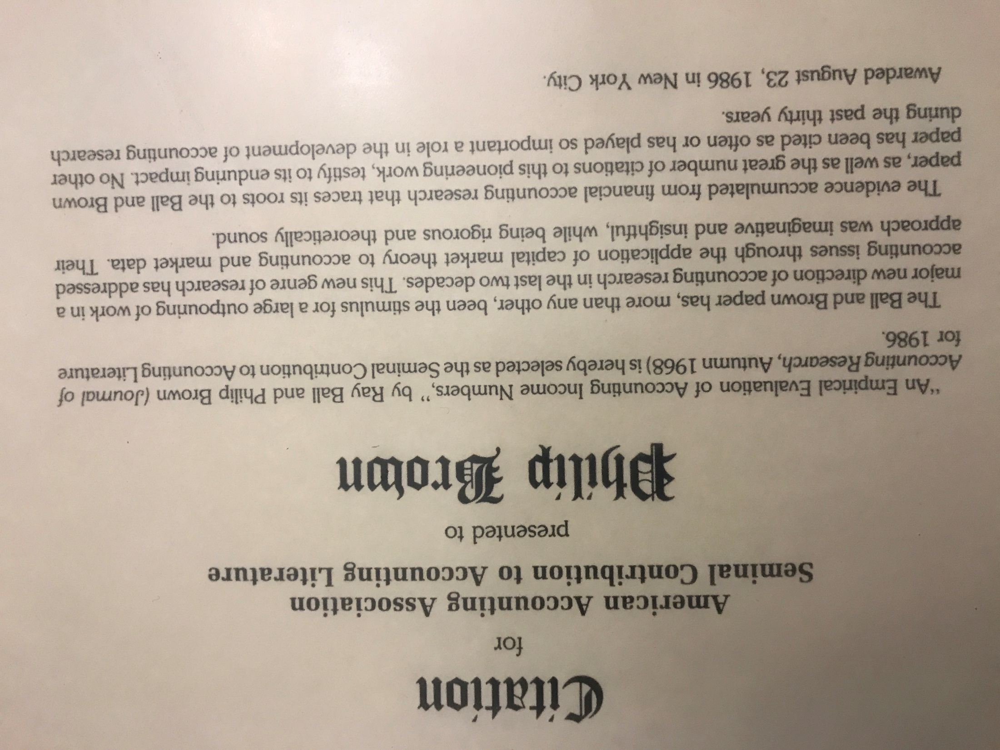 Citation
for
American Accounting Association
Seminal Contribution to Accounting Literature
presented to
Philip Brown
“An Empirical Evaluation of Accounting Income Numbers,” by Ray Ball and Philip Brown (Journal of
Accounting Research, Autumn 1968) is hereby selected as the Seminal Contribution to Accounting Literature
for 1986.
The Ball and Brown paper has, more than any other, been the stimulus for a large outpouring of work in a
major new direction of accounting research in the last two decades. This new genre of research has addressed
accounting issues through the application of capital market theory to accounting and market data. Their
approach was imaginative and insightful, while being rigorous and theoretically sound.
The evidence accumulated from financial accounting research that traces its roots to the Ball and Brown
paper, as well as the great number of citations to this pioneering work, testify to its enduring impact. No other
paper has been cited as often or has played so important a role in the development of accounting research
during the past thirty years.
Awarded August 23, 1986 in New York City.